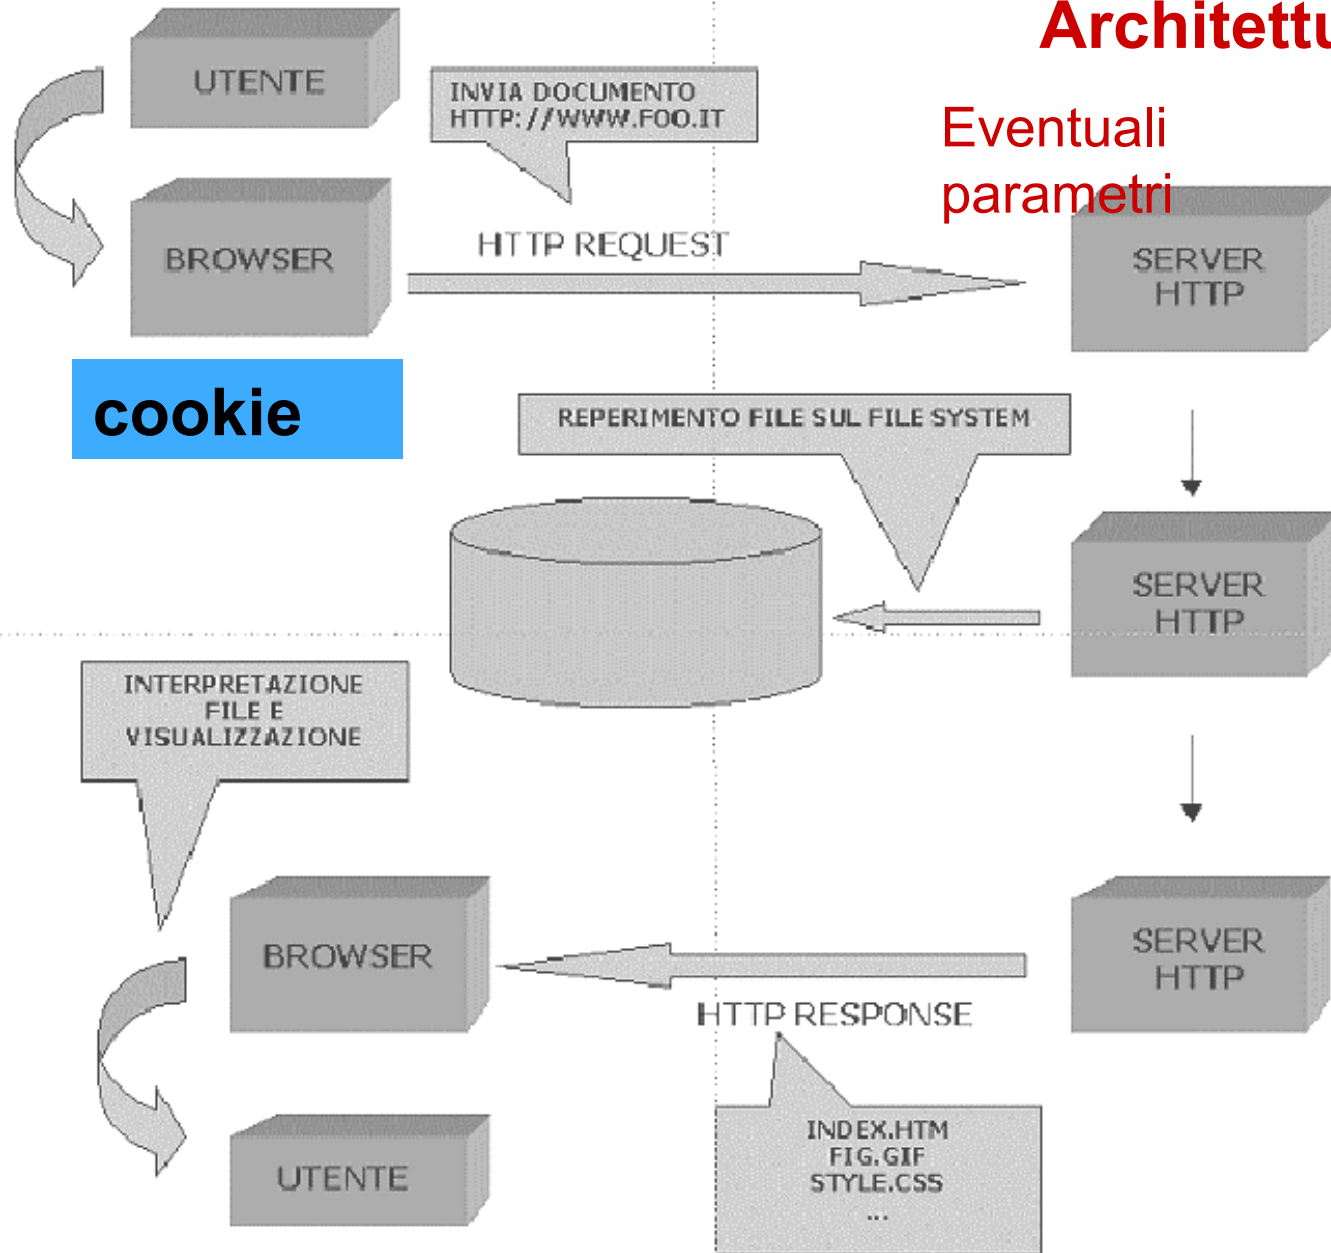 Architettu
UTENTE
INVIA DOCUMENTO
HTTP://WWW.FOO.IT
Eventuali
parametri
BROWSER
HTTP REQUEST
SERVER
HTTP
cookie
REPERIMENTO FILE SUL FILE SYSTEM
SERVER
HTTP
INTERPRETAZIONE
FILE E
VISUALIZZAZIONE
BROWSER
SERVER
HTTP
HTTP RESPONSE
INDEX.HTM
FIG.GIF
STYLE.CSS
...
UTENTE